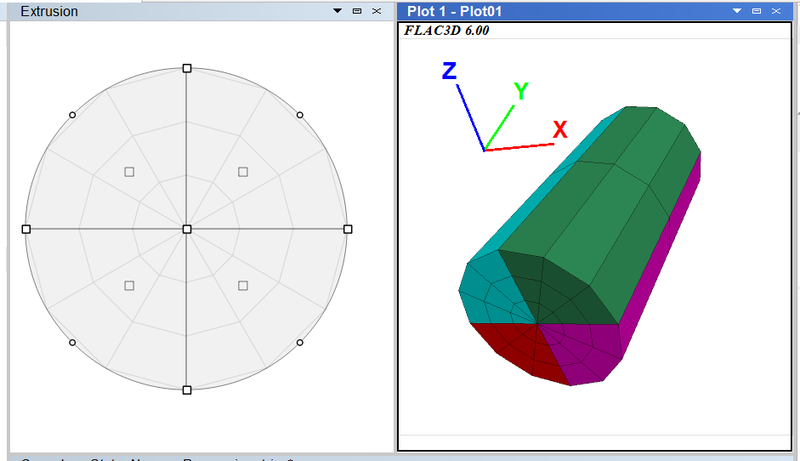 Extrusion
Plot 1 - Plot01
FLAC3D 6.00
Z
Y
X